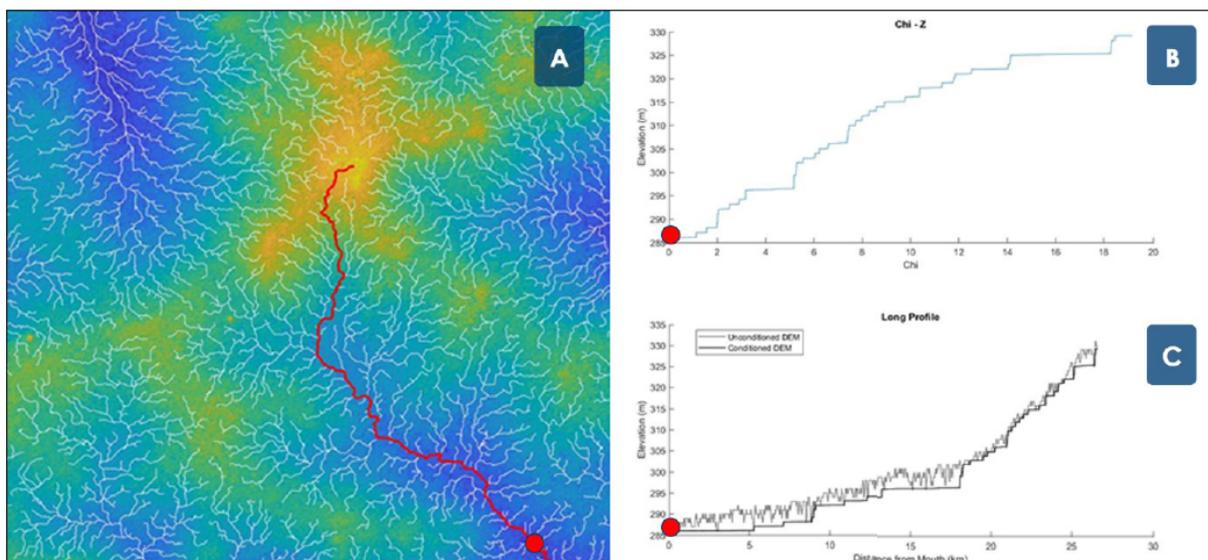 A
Chi - Z
B
330
325
320
315
310
305
300
295
290
285
Elevation (m)
0 2 4 6 8 10 12 14 16 18 20
Chi
Long Profile
C
Unconditioned DEM
Conditioned DEM
335
330
325
320
315
310
305
300
295
290
285
Elevation (m)
0 5 10 15 20 25 30
Distance from Mouth (km)